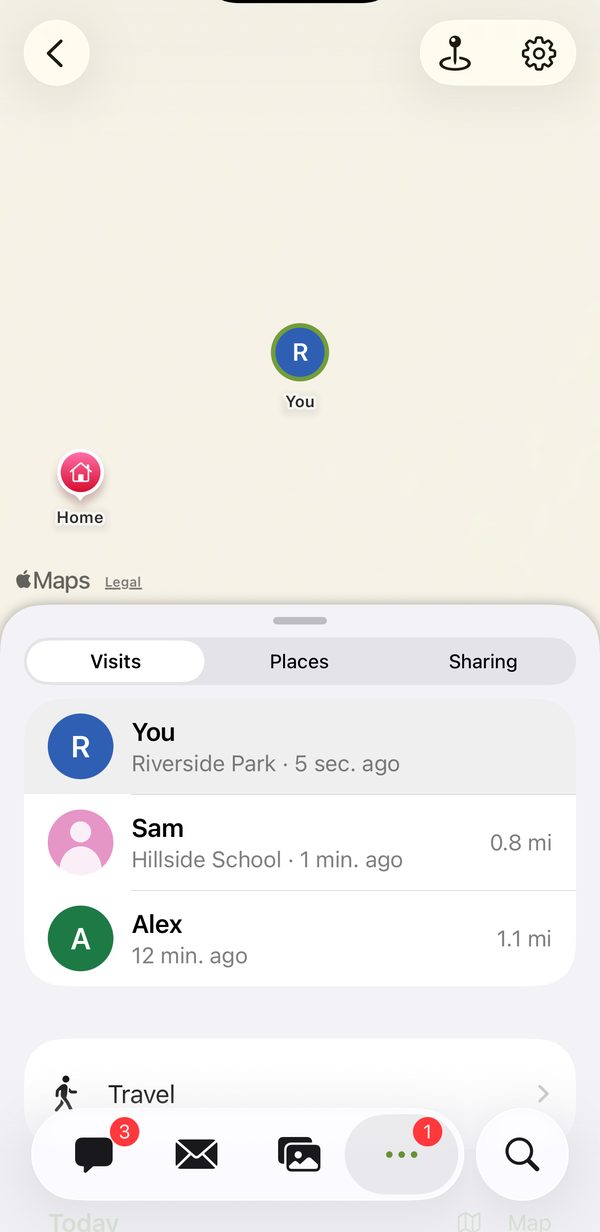 R
You
Home
Maps Legal
Visits Places Sharing
R
You
Riverside Park · 5 sec. ago
Sam
Hillside School · 1 min. ago
0.8 mi
A
Alex
12 min. ago
1.1 mi
Travel
3
1
Today
Map